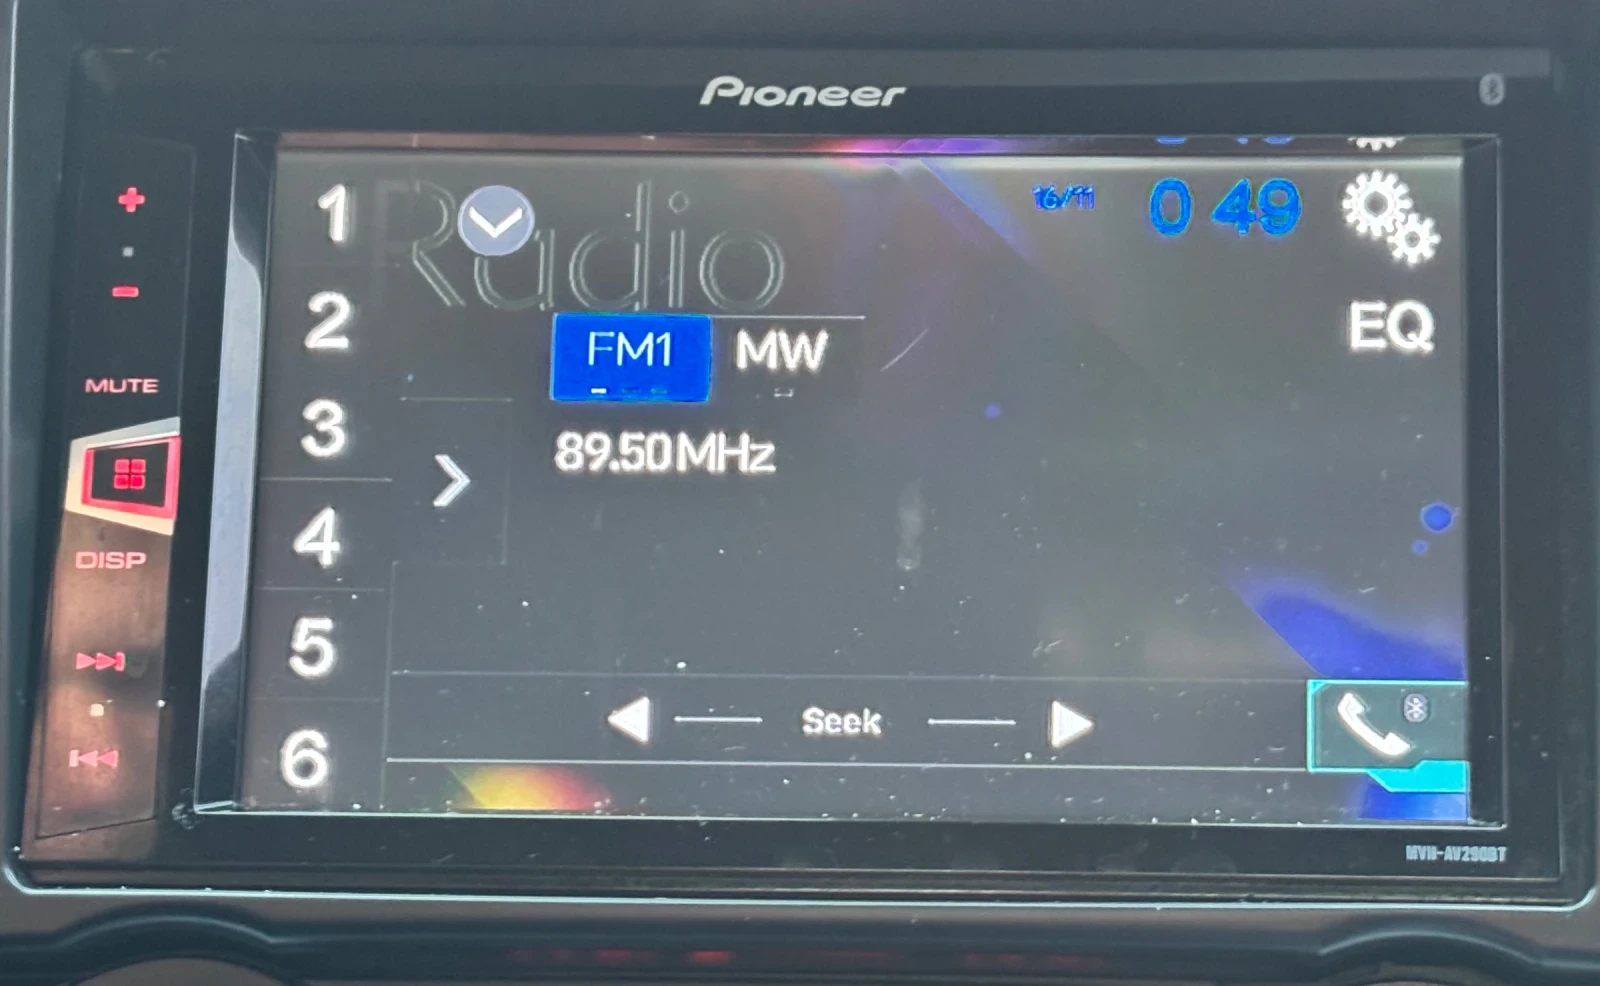 Pioneer
Radio
16/11
0 49
1
2
3
4
5
6
EQ
FM1
MW
89.50MHz
Seek
MUTE
DISP
MVH-AV290BT